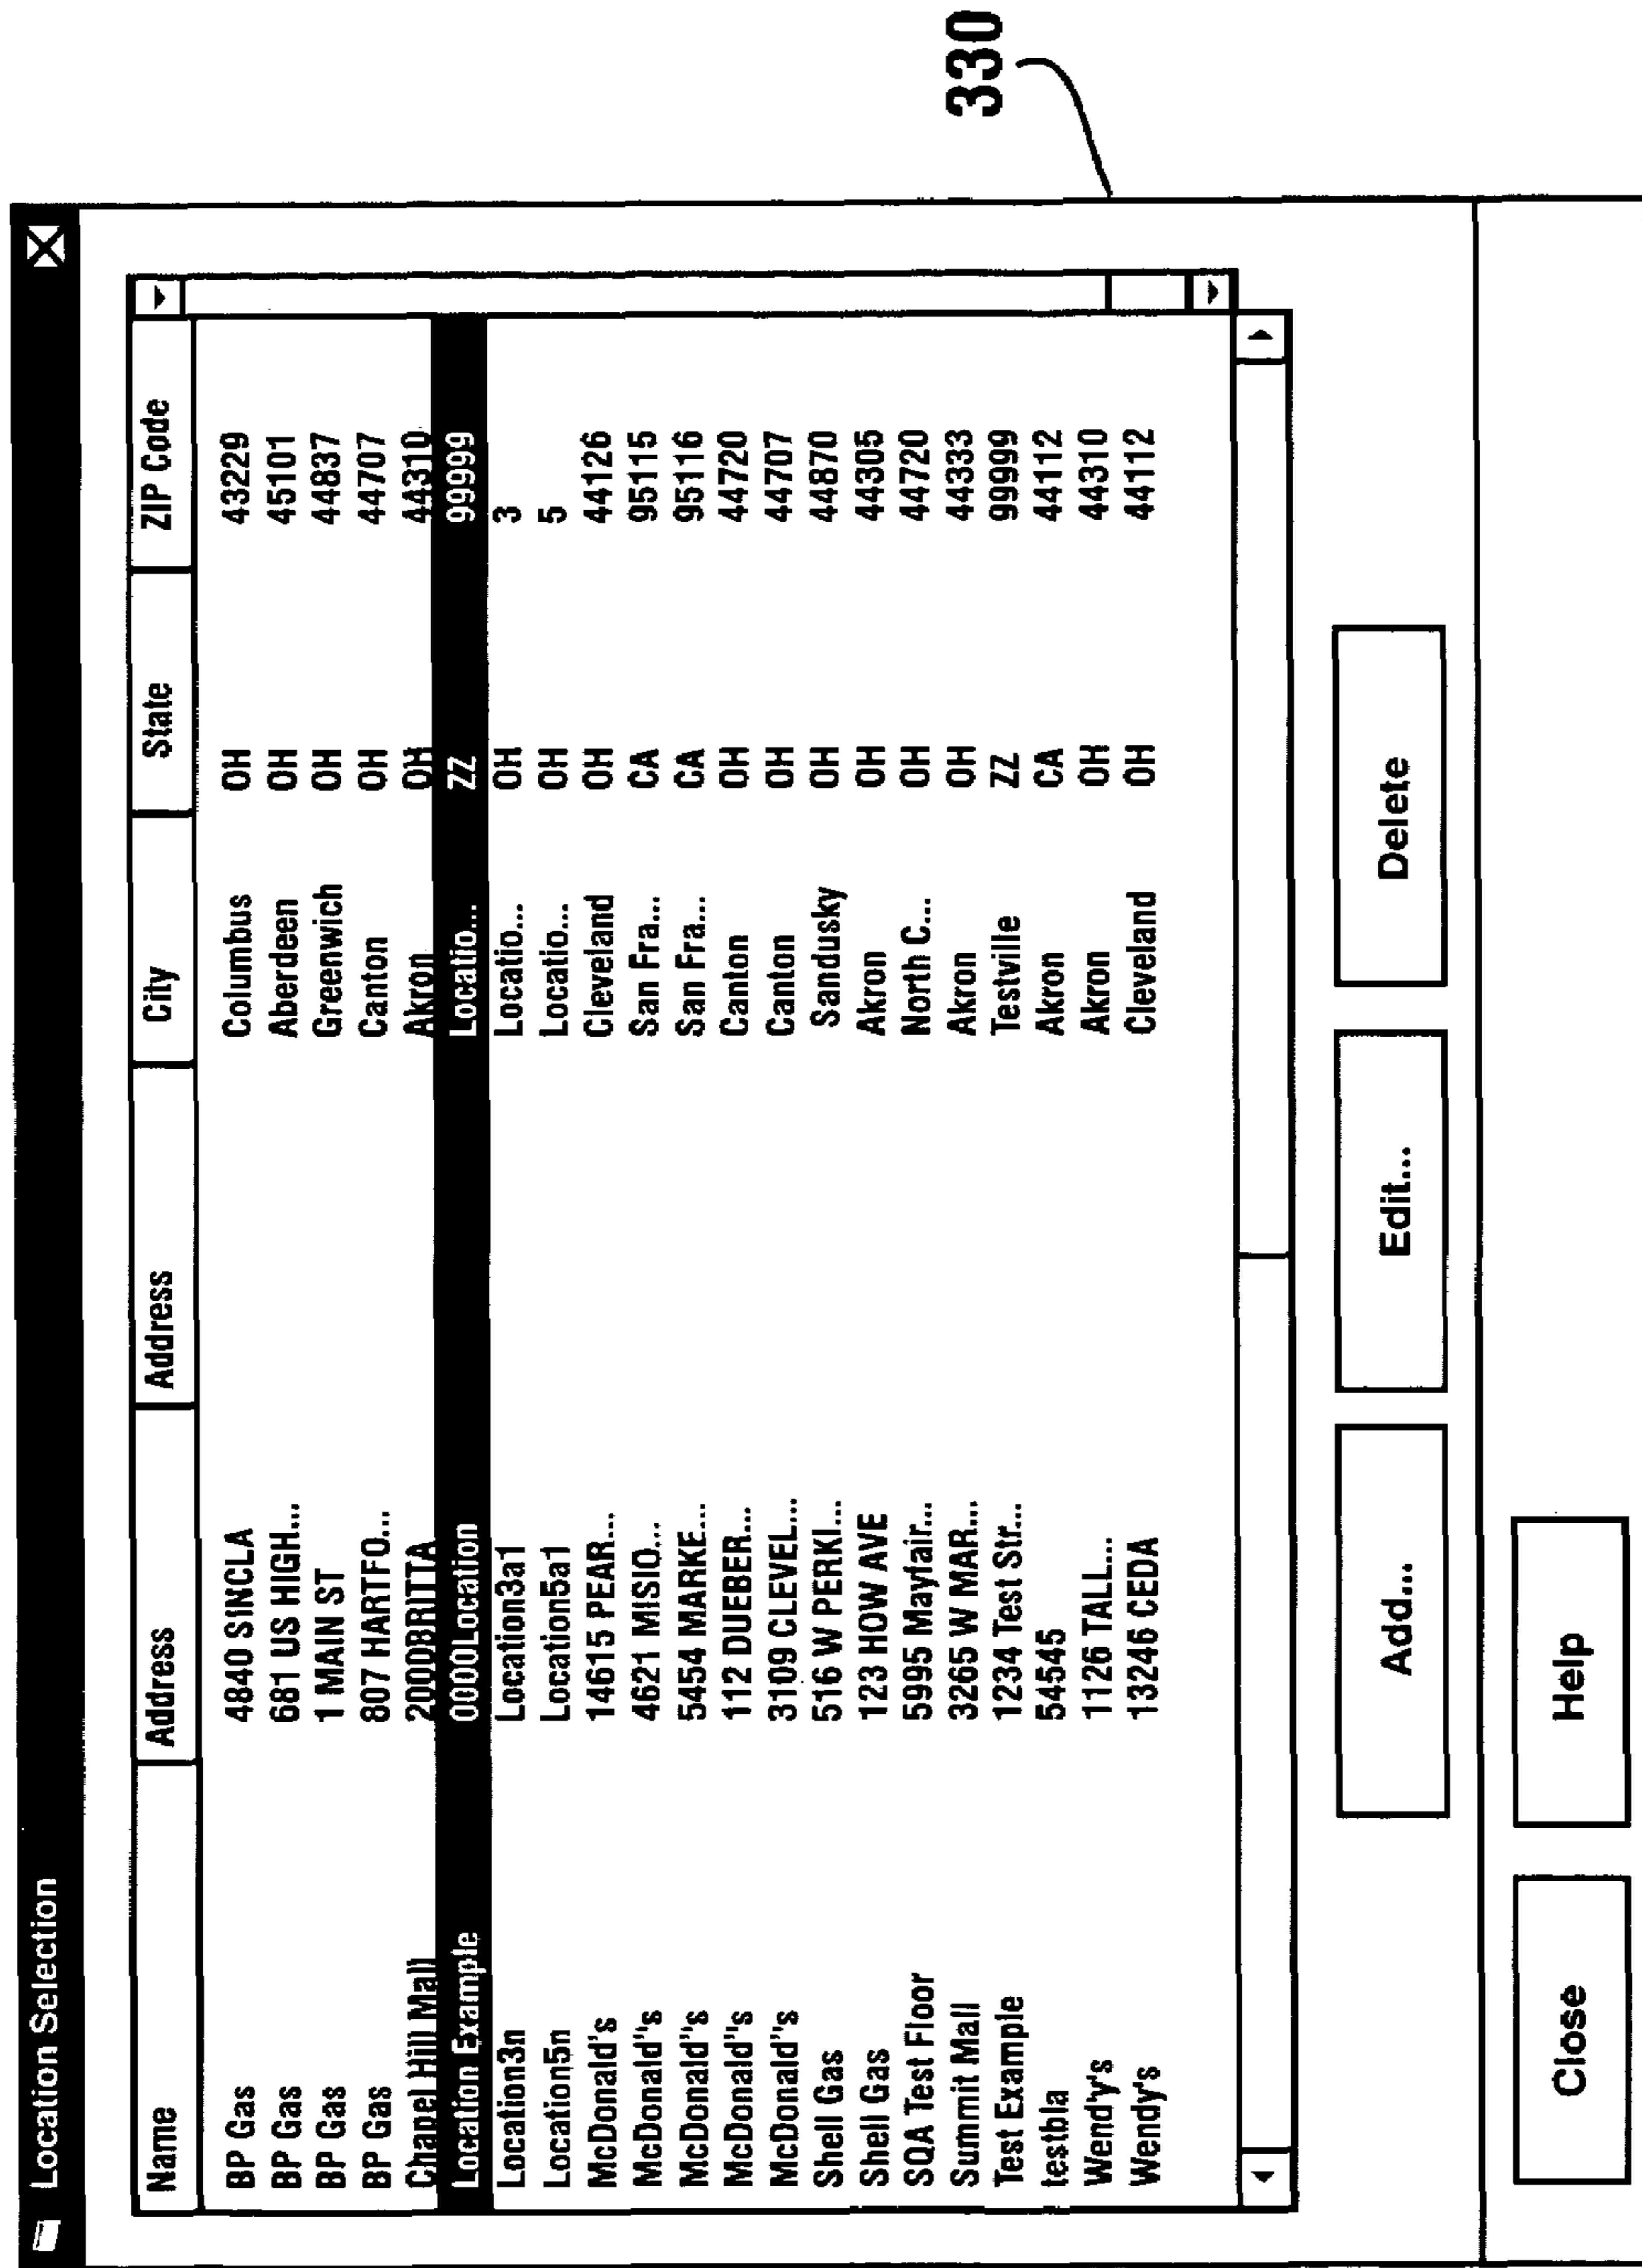 Location Selection
Name Address Address City State ZIP Code
BP Gas 4840 SINCLA Columbus OH 43229
BP Gas 681 US HIGH... Aberdeen OH 45101
BP Gas 1 MAIN ST Greenwich OH 44837
BP Gas 807 HARTFO... Canton OH 44707
Chapel Hill Mall 2000BRITTA Akron OH 44310
Location Example 0000Location Locatio... ZZ 99999
Location3n Location3a1 Locatio... OH 3
Location5n Location5a1 Locatio... OH 5
McDonald's 14615 PEAR... Cleveland OH 44126
McDonald"s 4621 MISIO... San Fra... CA 95115
McDonald"s 5454 MARKE... San Fra... CA 95116
McDonald"s 112 DUEBER... Canton OH 44720
McDonald"s 3109 CLEVEL... Canton OH 44707
Shell Gas 516 W PERKI... Sandusky OH 44870
Shell Gas 123 HOW AVE Akron OH 44305
SQA Test Floor 5995 Mayfair... North C... OH 44720
Summit Mall 3265 W MAR... Akron OH 44333
Test Example 1234 Test Str... Testville ZZ 99999
testbla 54545 Akron CA 44112
Wend'y's 1126 TALL... Akron OH 44310
Wendy's 13246 CEDA Cleveland OH 44112
Add... Edit... Delete
Close Help
330